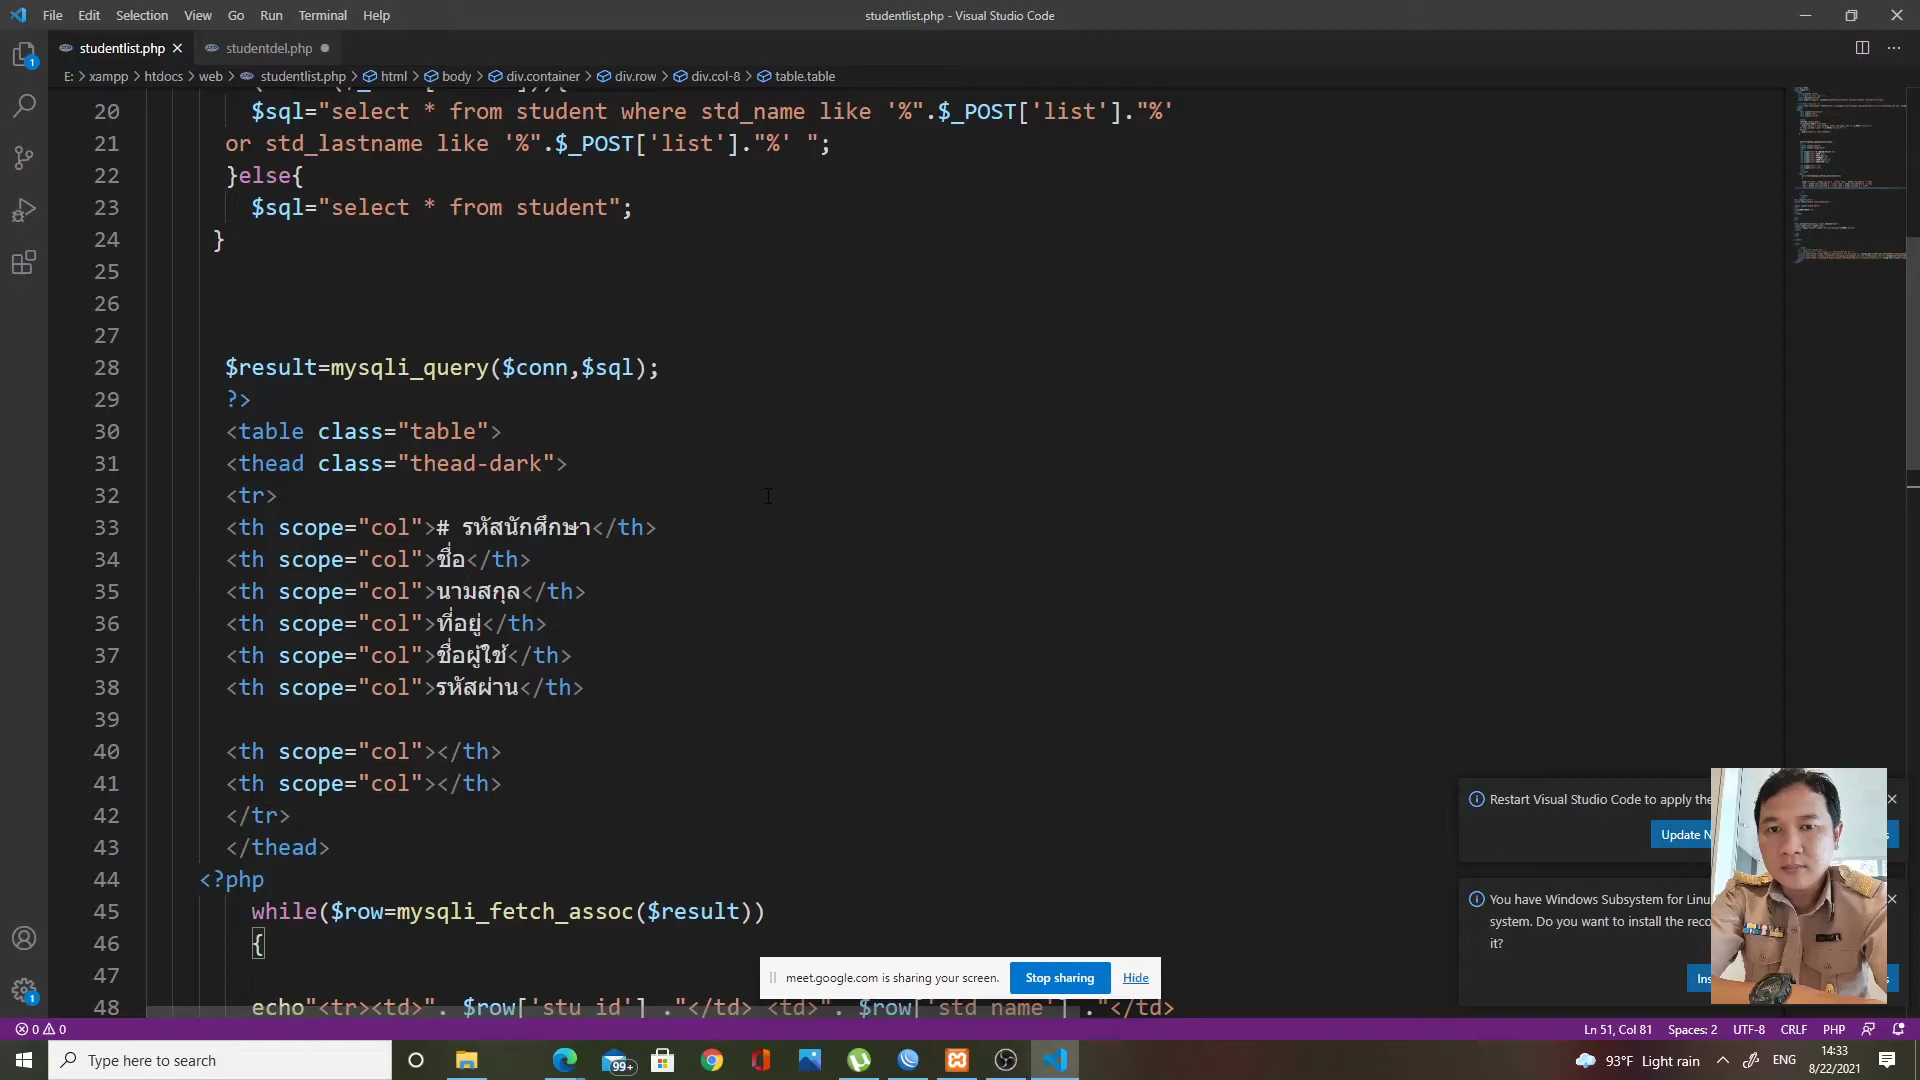 File Edit Selection View Go Run Terminal Help
studentlist.php - Visual Studio Code
studentlist.php studentdel.php
E: > xampp > htdocs > web > studentlist.php > html > body > div.container > div.row > div.col-8 > table.table
20 $sql="select * from student where std_name like '%".$_POST['list']."%'
21 or std_lastname like '%".$_POST['list']."%' ";
22 }else{
23 $sql="select * from student";
24 }
25
26
27
28 $result=mysqli_query($conn,$sql);
29 ?>
30 <table class="table">
31 <thead class="thead-dark">
32 <tr>
33 <th scope="col"># รหัสนักศึกษา</th>
34 <th scope="col">ชื่อ</th>
35 <th scope="col">นามสกุล</th>
36 <th scope="col">ที่อยู่</th>
37 <th scope="col">ชื่อผู้ใช้</th>
38 <th scope="col">รหัสผ่าน</th>
39
40 <th scope="col"></th>
41 <th scope="col"></th>
42 </tr>
43 </thead>
44 <?php
45 while($row=mysqli_fetch_assoc($result))
46 {
47
48 echo"<tr><td>". $row['stu_id'] ."</td> <td>". $row['std_name'] ."</td>
Restart Visual Studio Code to apply the
Update N
You have Windows Subsystem for Linu
system. Do you want to install the reco
it?
Ins
meet.google.com is sharing your screen. Stop sharing Hide
0 0
Ln 51, Col 81 Spaces: 2 UTF-8 CRLF PHP
Type here to search
99+
93°F Light rain
ENG
14:33
8/22/2021